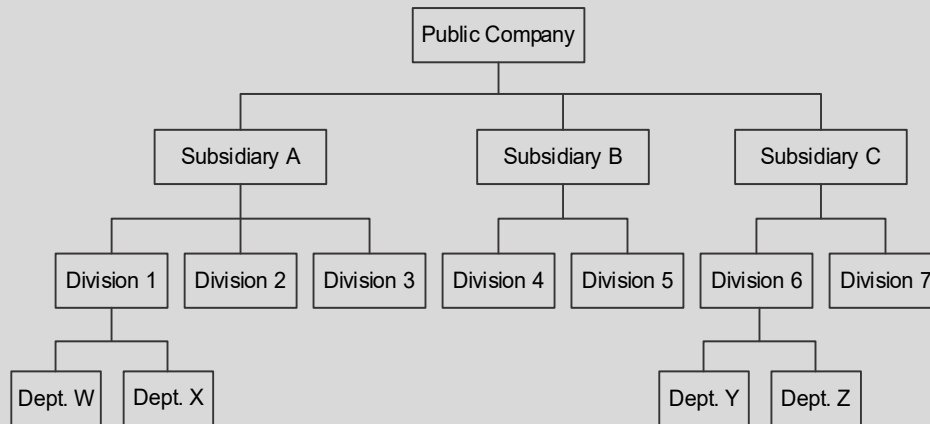 Public Company
Subsidiary A
Subsidiary B
Subsidiary C
Division 1
Division 2
Division 3
Division 4
Division 5
Division 6
Division 7
Dept. W
Dept. X
Dept. Y
Dept. Z